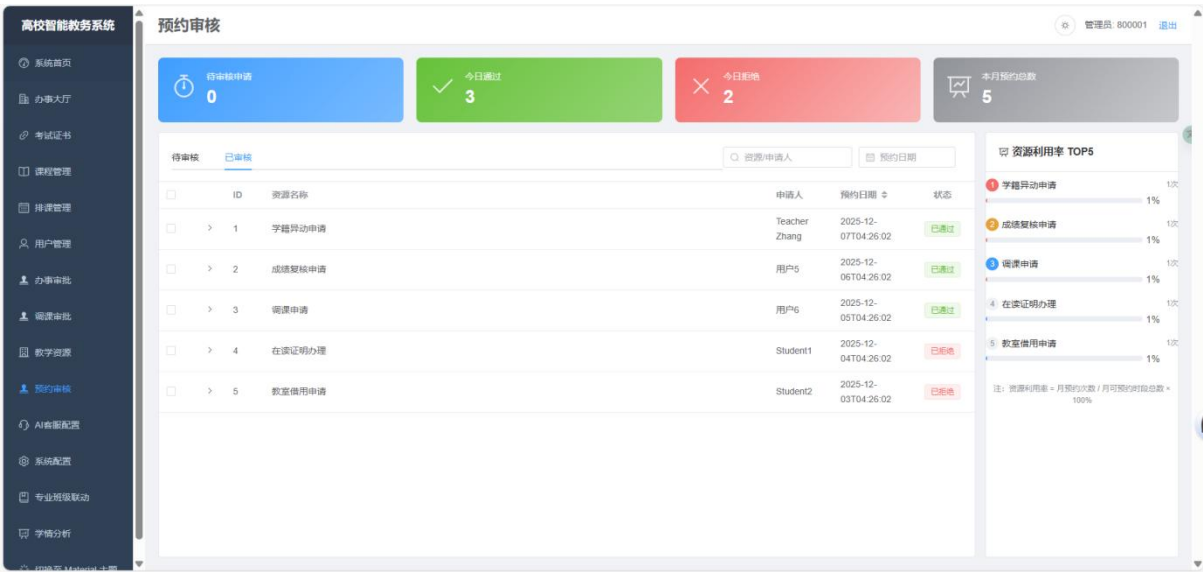 高校智能教务系统
预约审核
管理员: 800001 退出
系统首页
办事大厅
考试证书
课程管理
排课管理
用户管理
办事审批
调课审批
教学资源
预约审核
AI客服配置
系统配置
专业班级联动
学情分析
切换至 Material 主题
待审核申请
0
今日通过
3
今日拒绝
2
本月预约总数
5
待审核 已审核
资源/申请人 预约日期
ID 资源名称 申请人 预约日期 状态
1 学籍异动申请 Teacher Zhang 2025-12-07T04:26:02 已通过
2 成绩复核申请 用户5 2025-12-06T04:26:02 已通过
3 调课申请 用户6 2025-12-05T04:26:02 已通过
4 在读证明办理 Student1 2025-12-04T04:26:02 已拒绝
5 教室借用申请 Student2 2025-12-03T04:26:02 已拒绝
资源利用率 TOP5
1 学籍异动申请 1次
1%
2 成绩复核申请 1次
1%
3 调课申请 1次
1%
4 在读证明办理 1次
1%
5 教室借用申请 1次
1%
注：资源利用率 = 月预约次数 / 月可预约时段总数 ×
100%